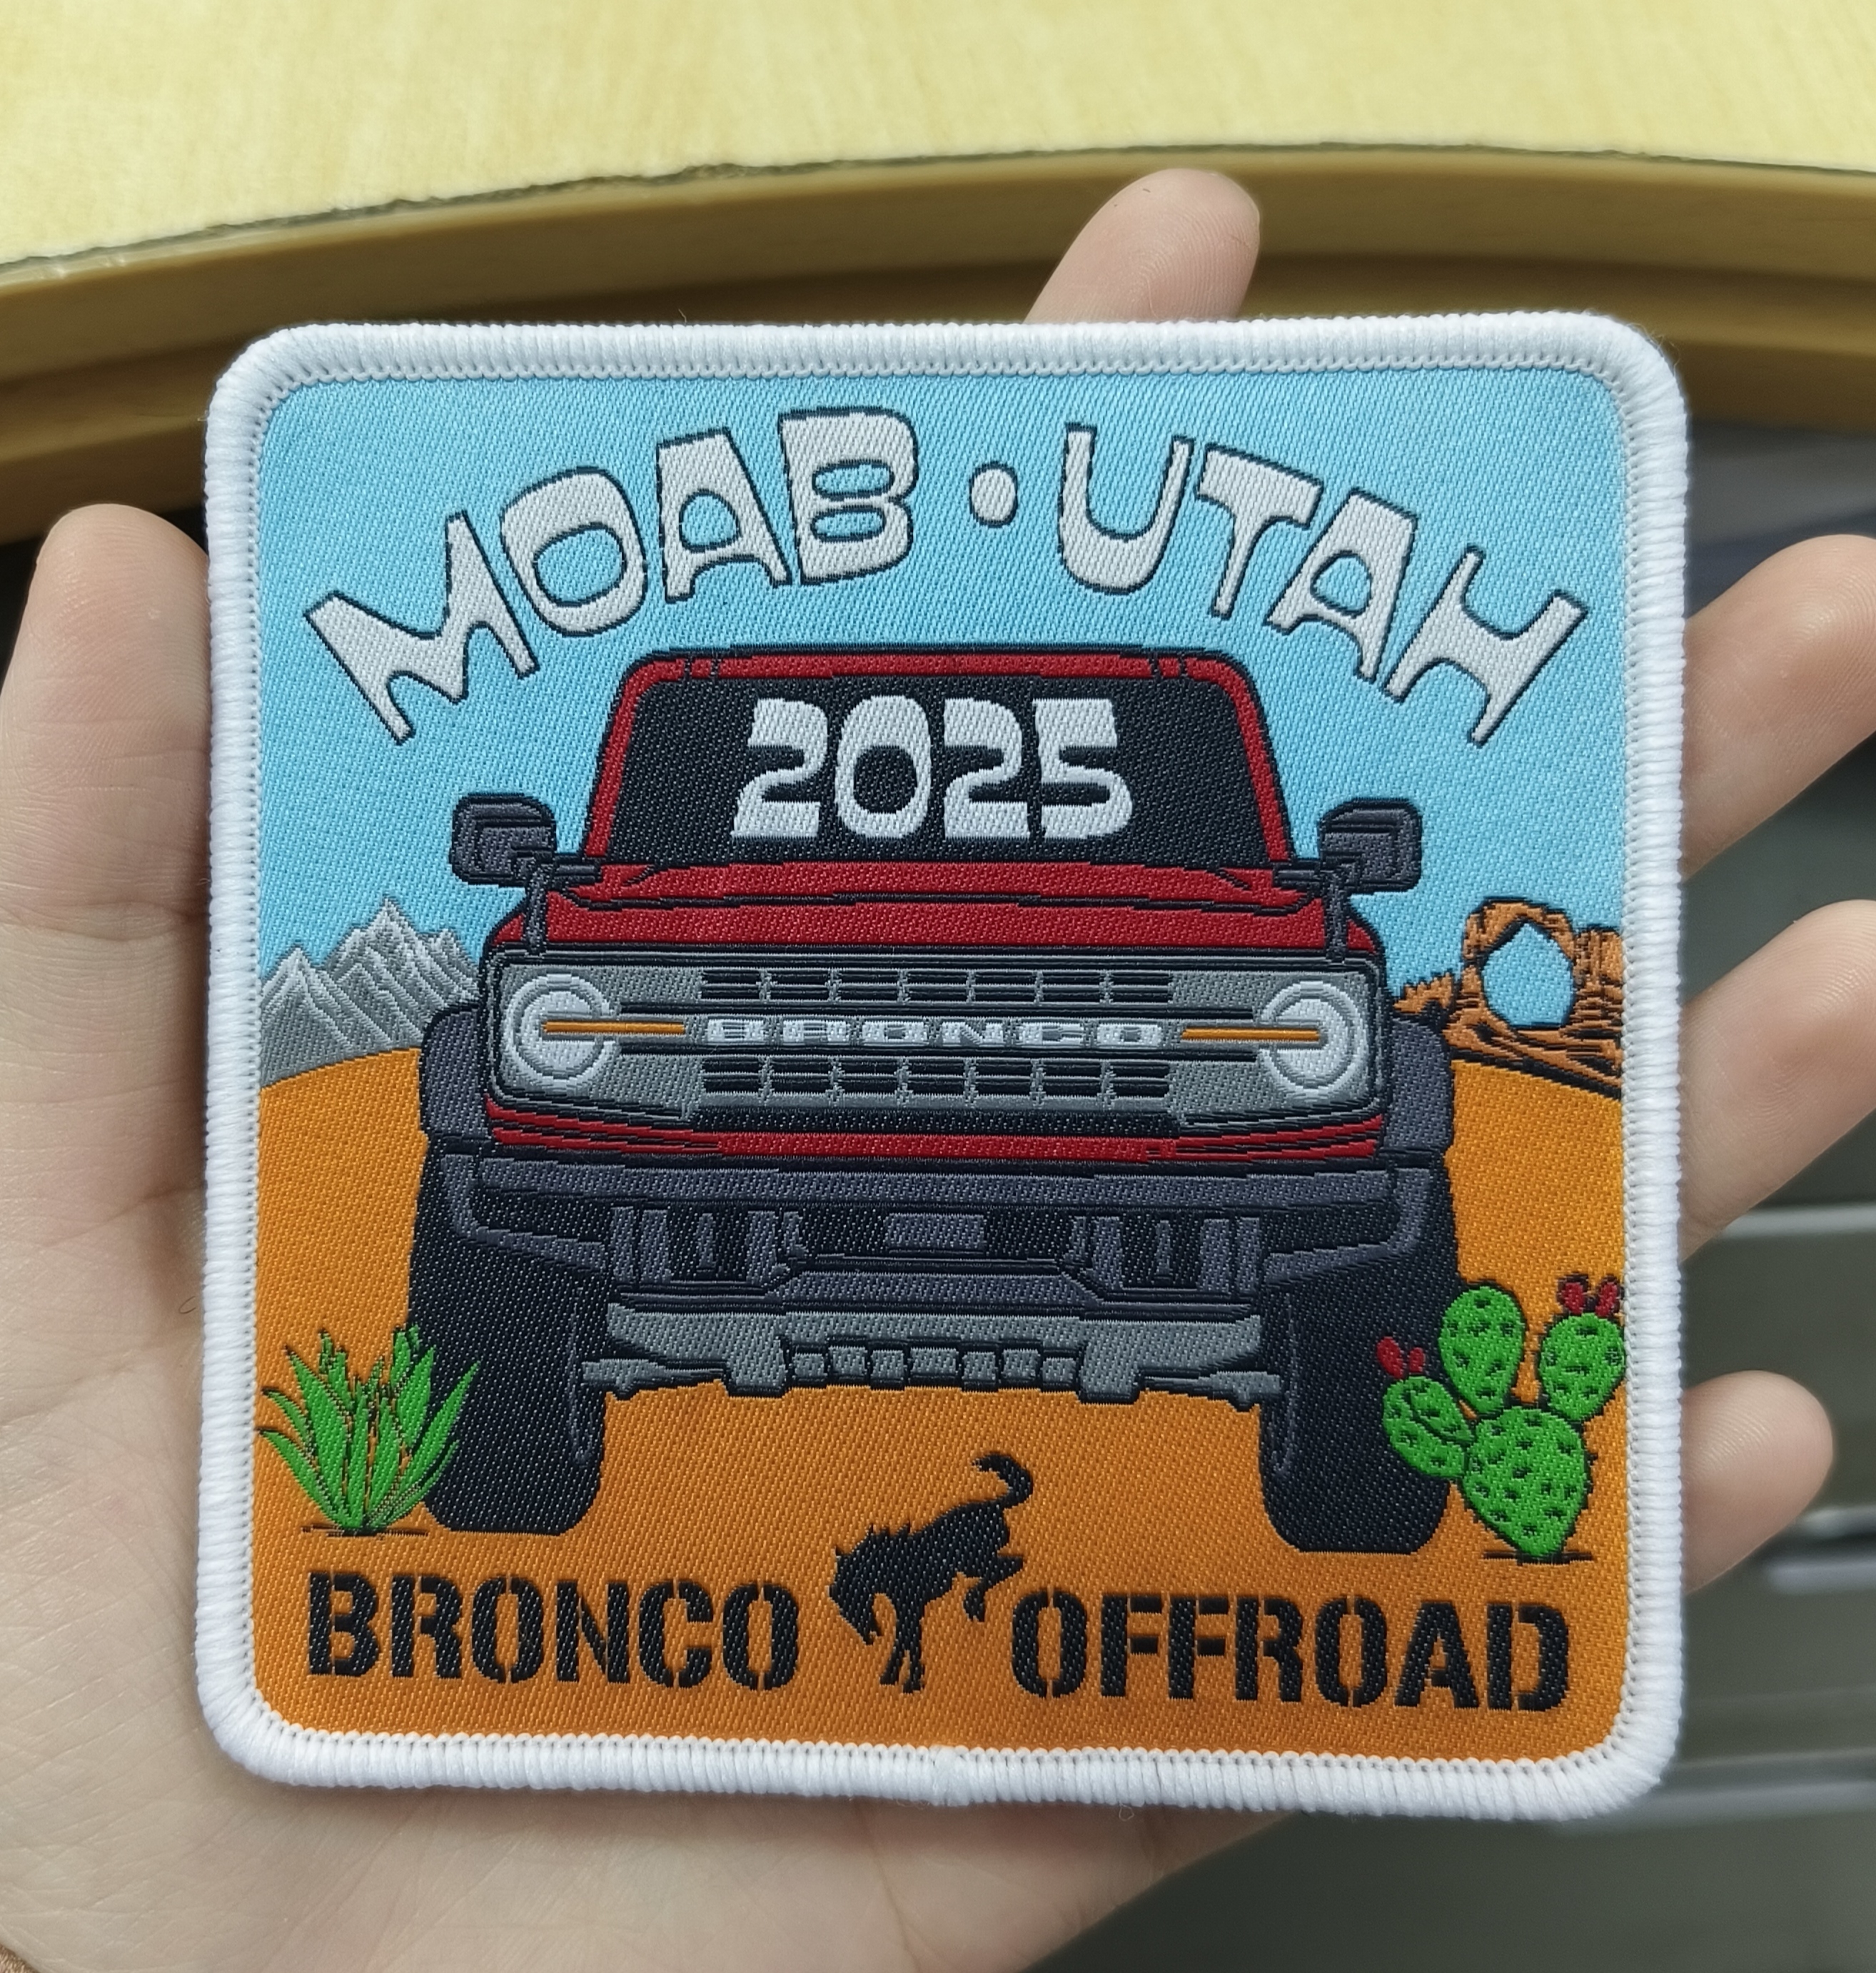 MOAB • UTAH
2025
BRONCO
BRONCO OFFROAD